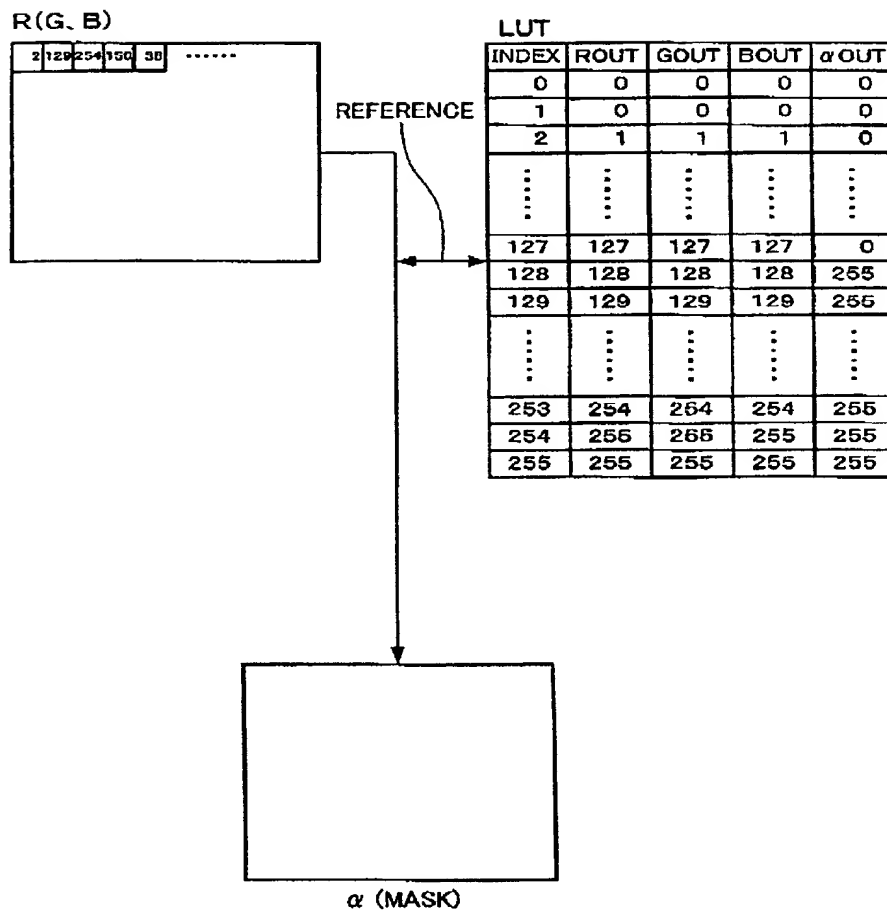 R(G、B)
2 129 254 150 38 ······
LUT
INDEX ROUT GOUT BOUT αOUT
0 0 0 0 0
1 0 0 0 0
2 1 1 1 0
127 127 127 127 0
128 128 128 128 255
129 129 129 129 255
253 254 254 254 255
254 255 255 255 255
255 255 255 255 255
REFERENCE
α (MASK)